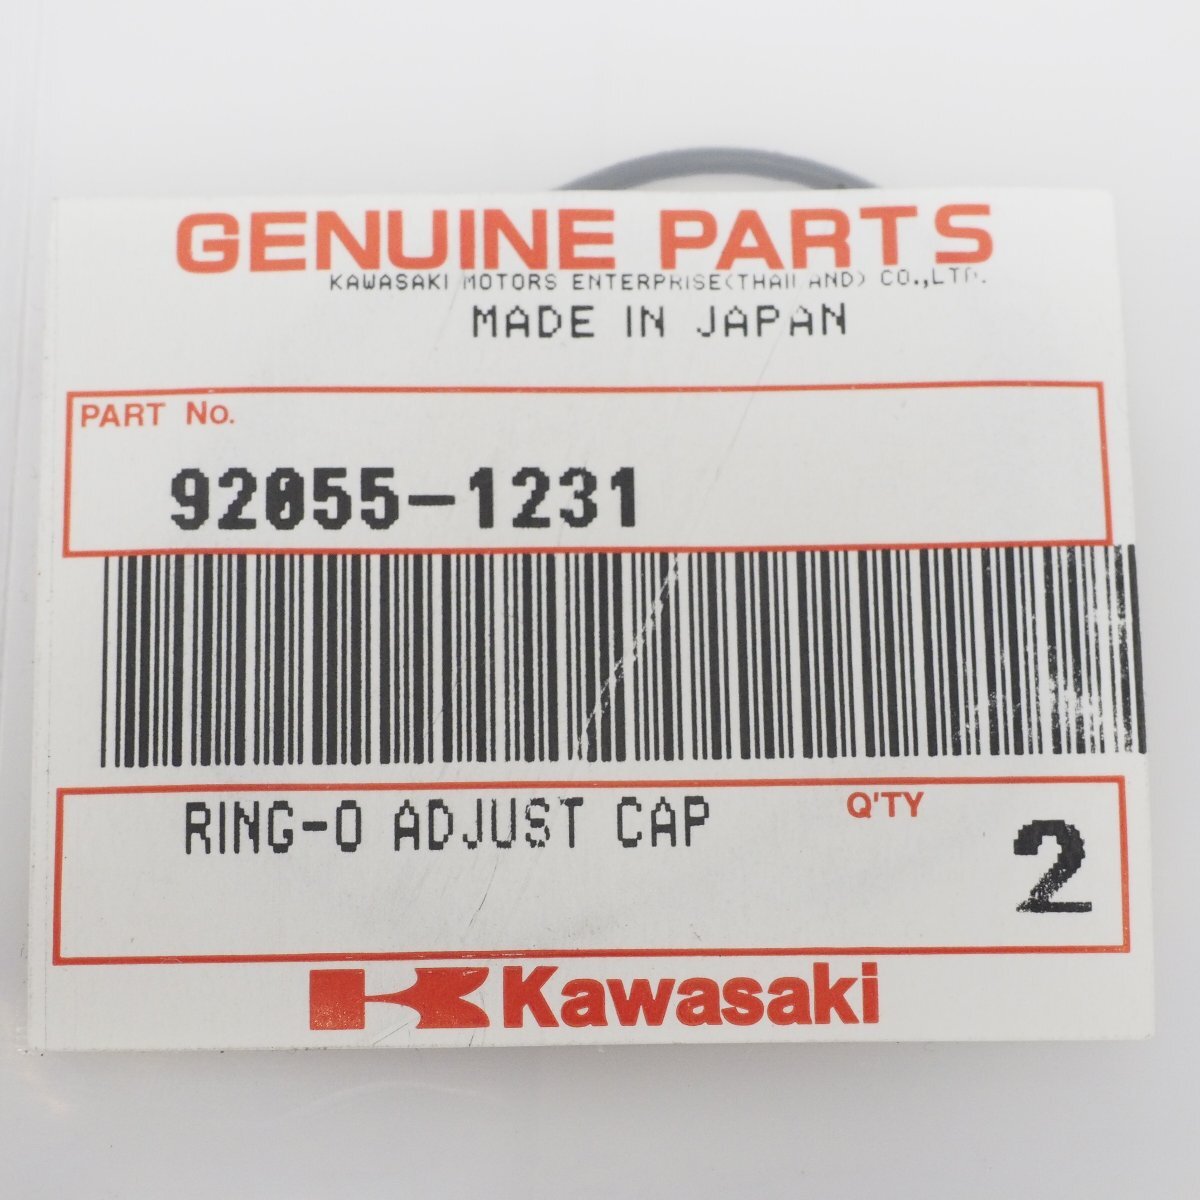 GENUINE PARTS
KAWASAKI MOTORS ENTERPRISE(THAILAND) CO.,LTD.
MADE IN JAPAN
PART No.
92055-1231
RING-O ADJUST CAP
Q'TY
2
Kawasaki